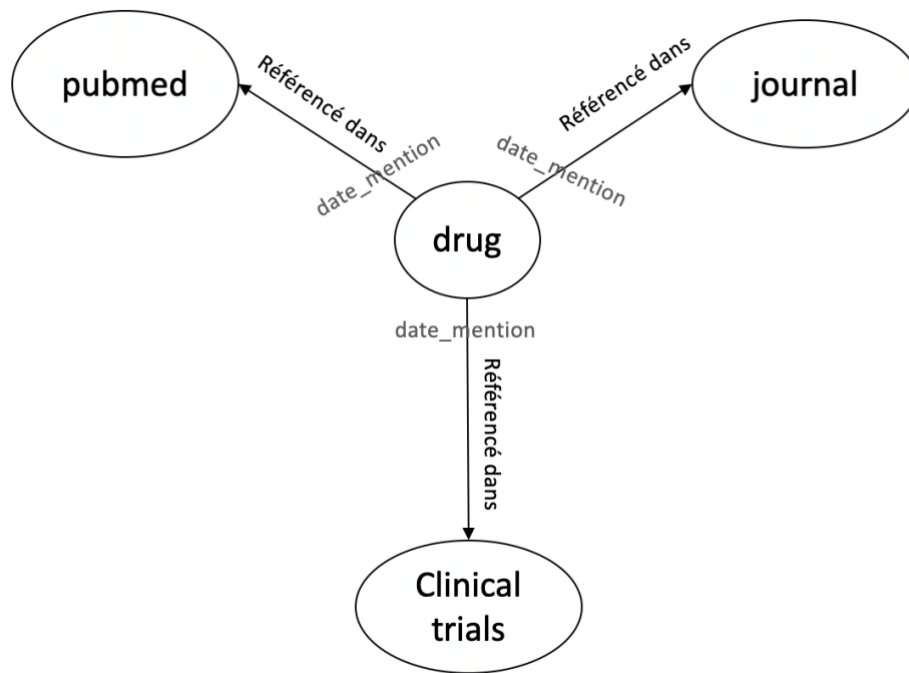 pubmed
Référencé dans
date_mention
journal
Référencé dans
date_mention
drug
date_mention
Référencé dans
Clinical
trials